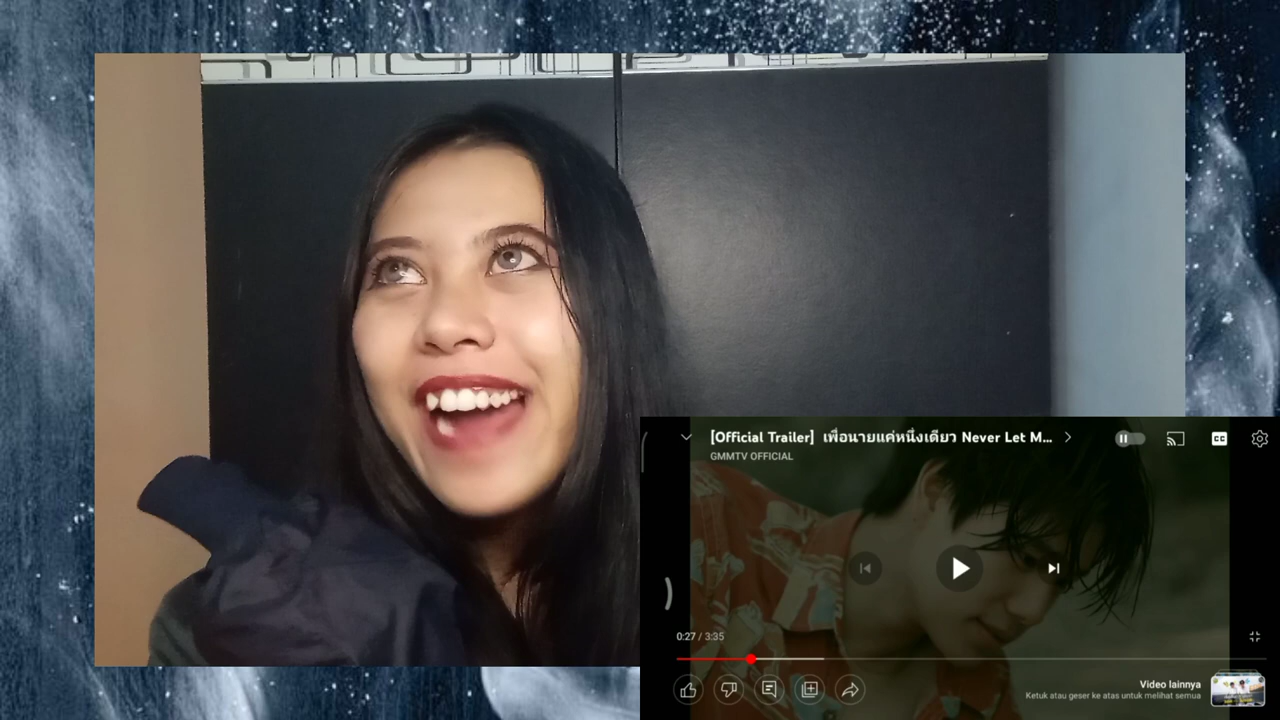 [Official Trailer] เพื่อนายแค่หนึ่งเดียว Never Let M...
GMMTV OFFICIAL
CC
0:27 / 3:35
Video lainnya
Ketuk atau geser ke atas untuk melihat semua